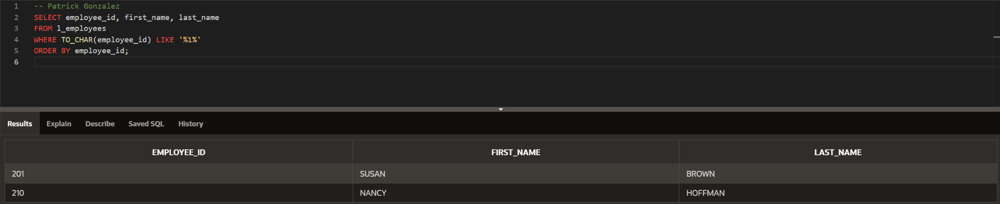 1 -- Patrick Gonzalez
2 SELECT employee_id, first_name, last_name
3 FROM l_employees
4 WHERE TO_CHAR(employee_id) LIKE '%1%'
5 ORDER BY employee_id;
6
Results Explain Describe Saved SQL History
EMPLOYEE_ID FIRST_NAME LAST_NAME
201 SUSAN BROWN
210 NANCY HOFFMAN